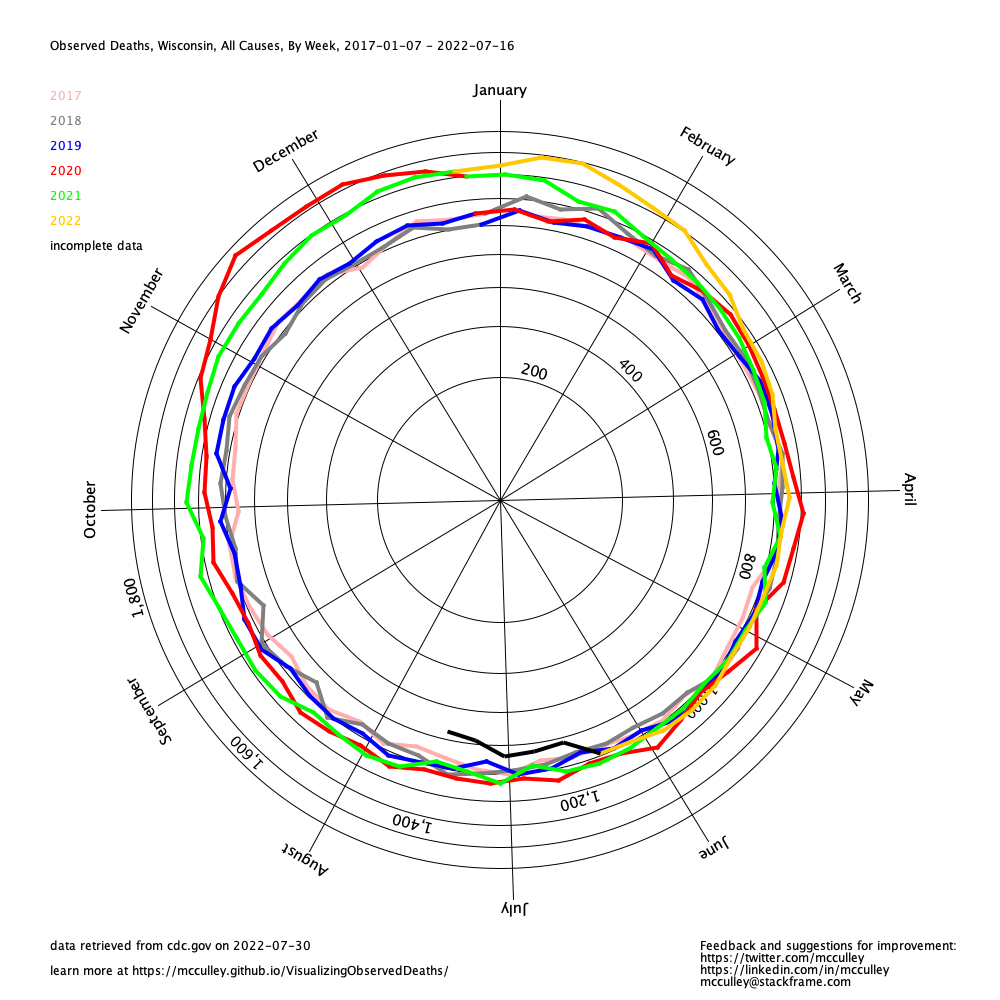 Observed Deaths, Wisconsin, All Causes, By Week, 2017-01-07 - 2022-07-16
January
2017
2018
2019
2020
2021
2022
incomplete data
December
February
November
March
200
400
600
October
April
800
1,800
September
May
1,600
1,200
1,400
August
June
July
data retrieved from cdc.gov on 2022-07-30
learn more at https://mcculley.github.io/VisualizingObservedDeaths/
Feedback and suggestions for improvement:
https://twitter.com/mcculley
https://linkedin.com/in/mcculley
mcculley@stackframe.com